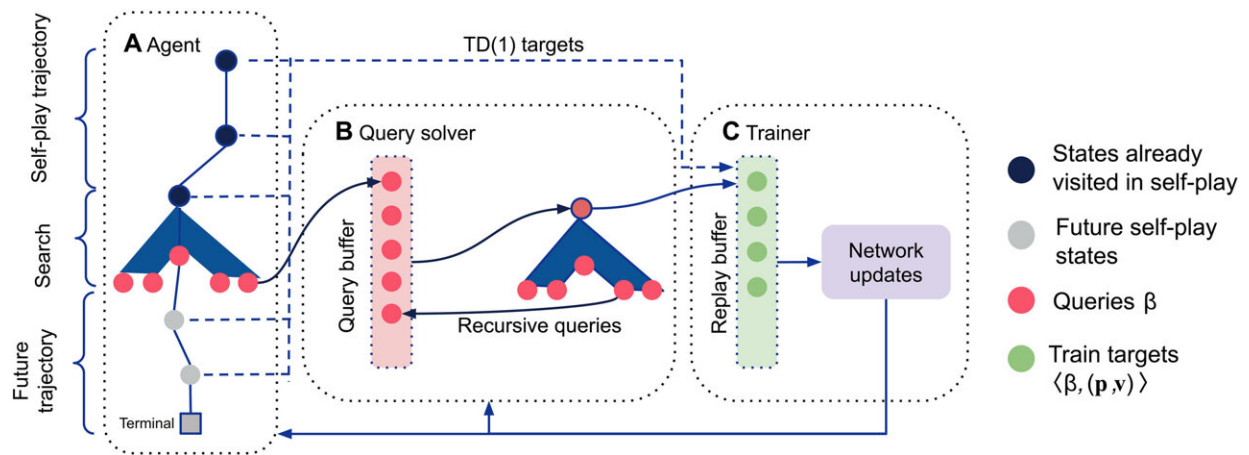 A Agent
TD(1) targets
Self-play trajectory
Search
Future
trajectory
Terminal
B Query solver
Query buffer
Recursive queries
C Trainer
Replay buffer
Network
updates
States already
visited in self-play
Future self-play
states
Queries β
Train targets
⟨β, (p,v)⟩